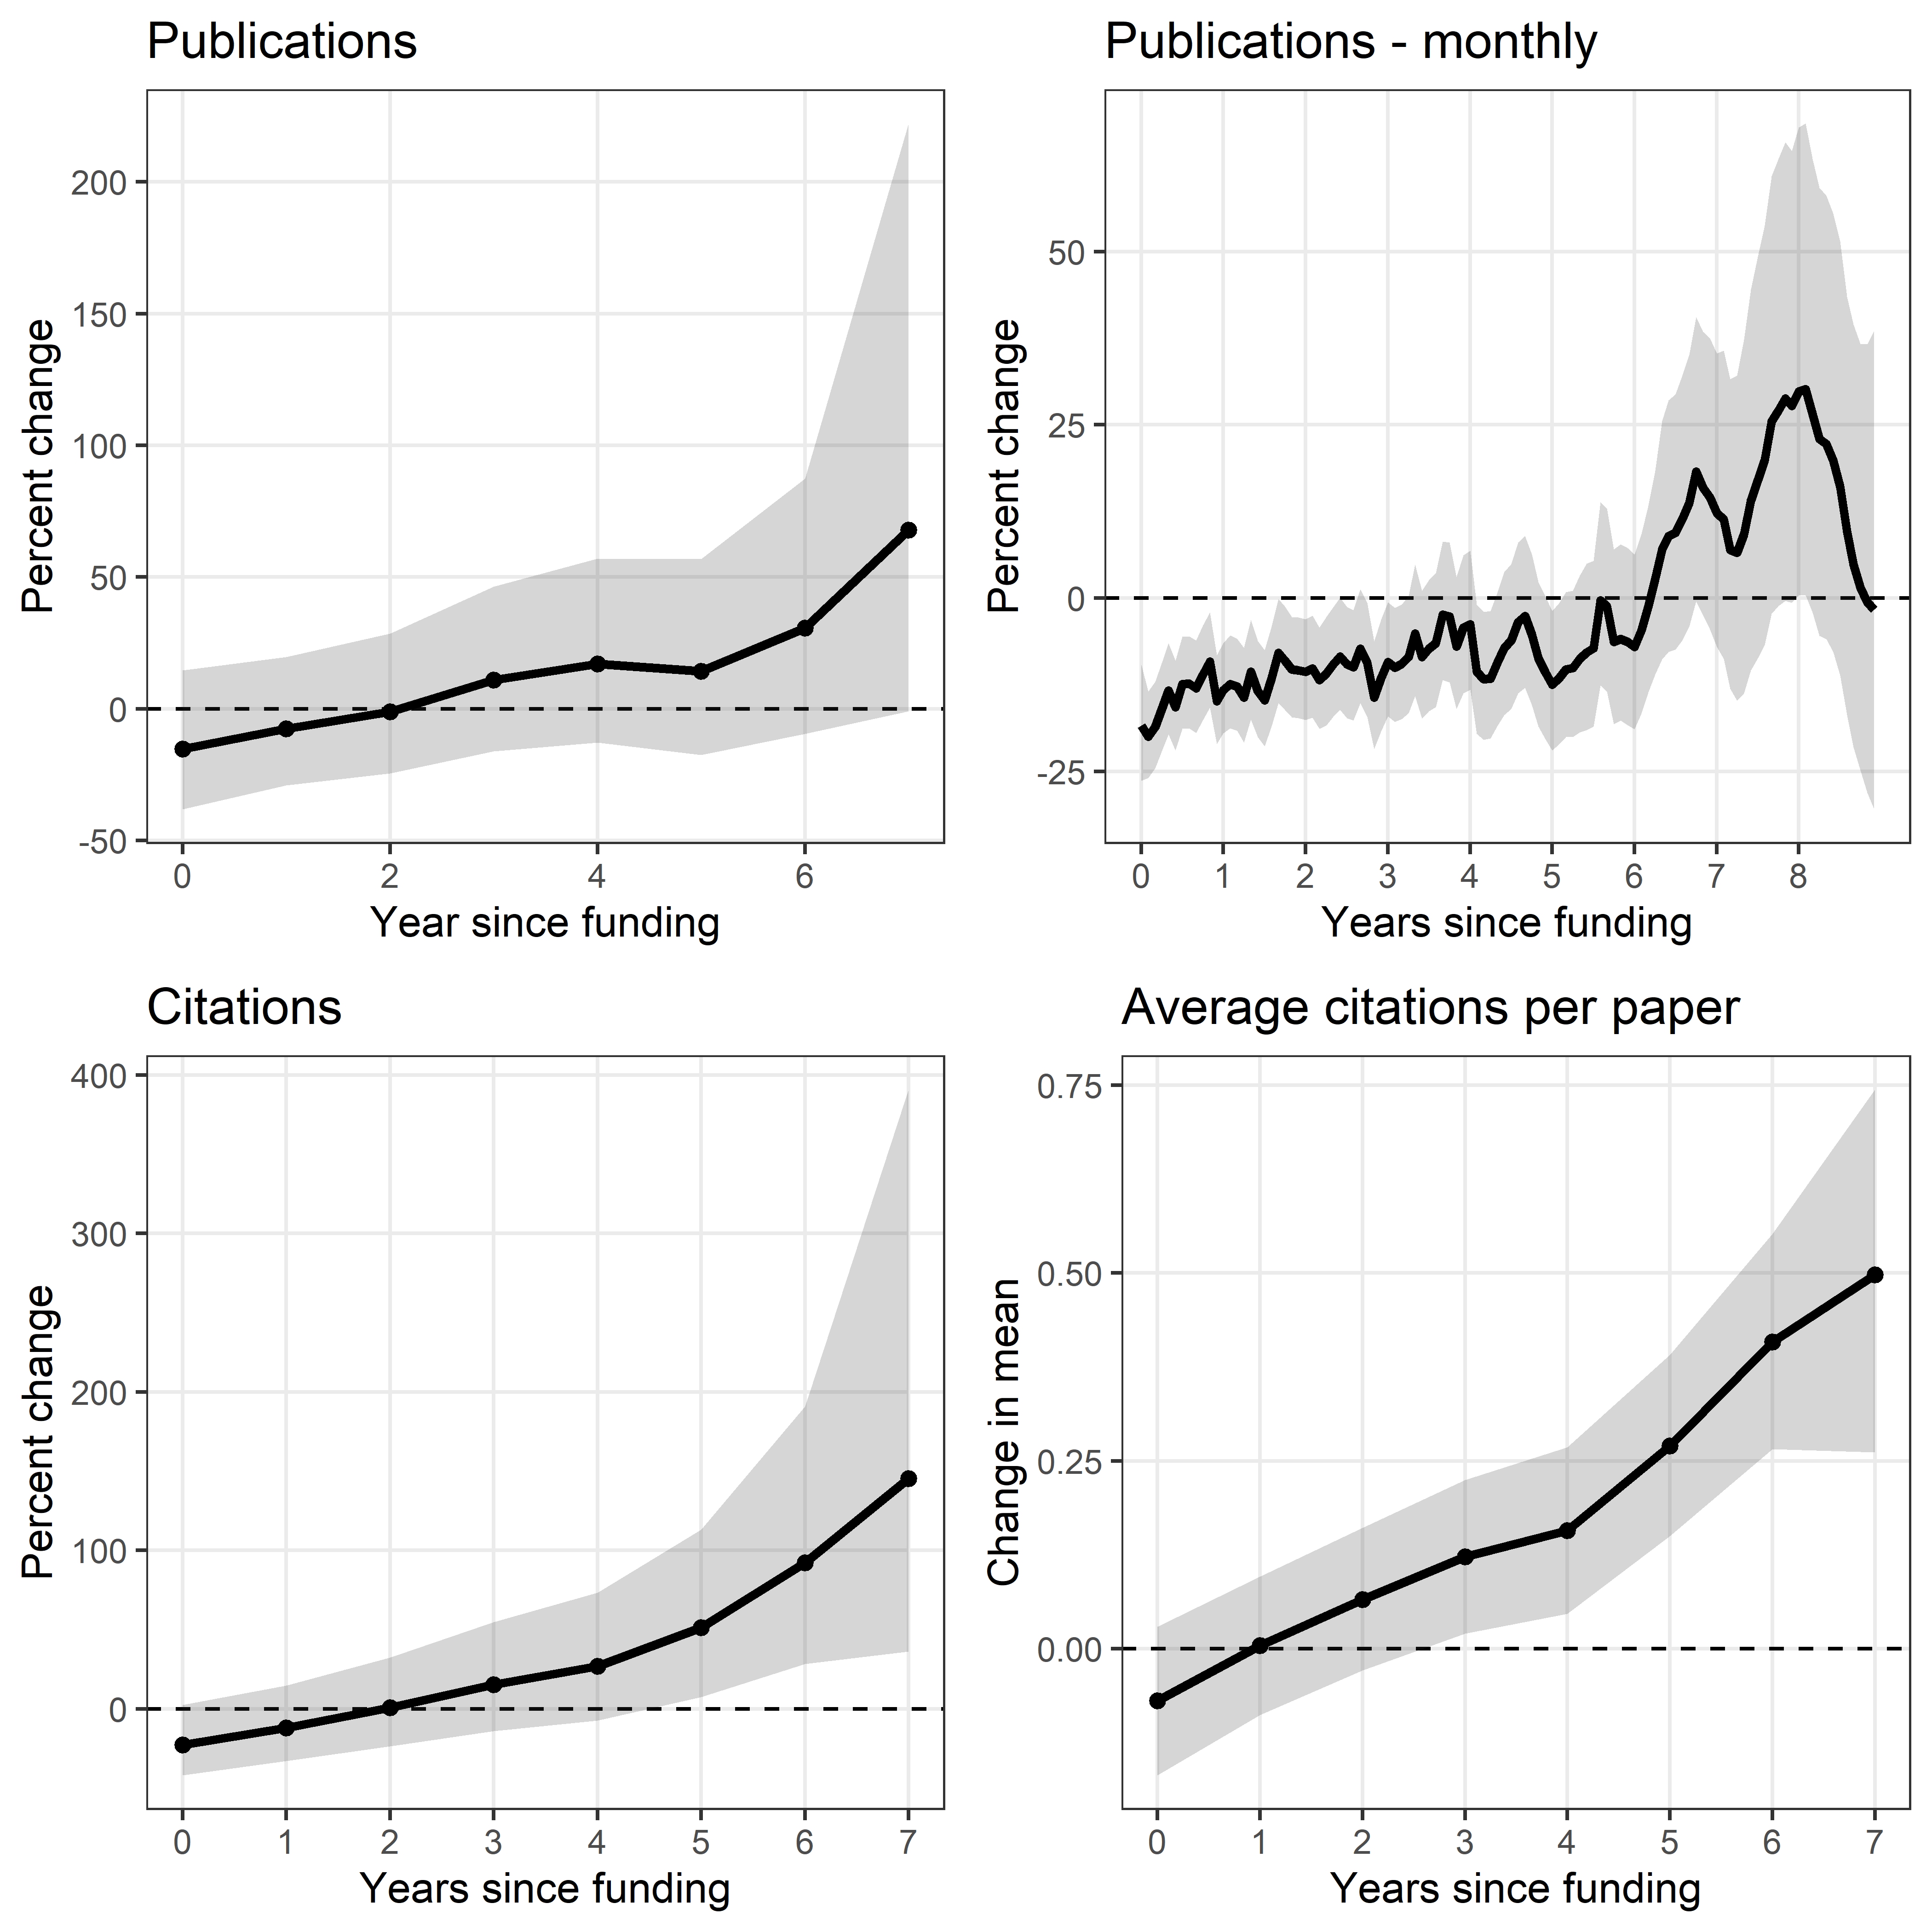 Publications
Percent change
200
150
100
50
0
-50
0 2 4 6
Year since funding
Publications - monthly
Percent change
50
25
0
-25
0 1 2 3 4 5 6 7 8
Years since funding
Citations
Percent change
400
300
200
100
0
0 1 2 3 4 5 6 7
Years since funding
Average citations per paper
Change in mean
0.75
0.50
0.25
0.00
0 1 2 3 4 5 6 7
Years since funding